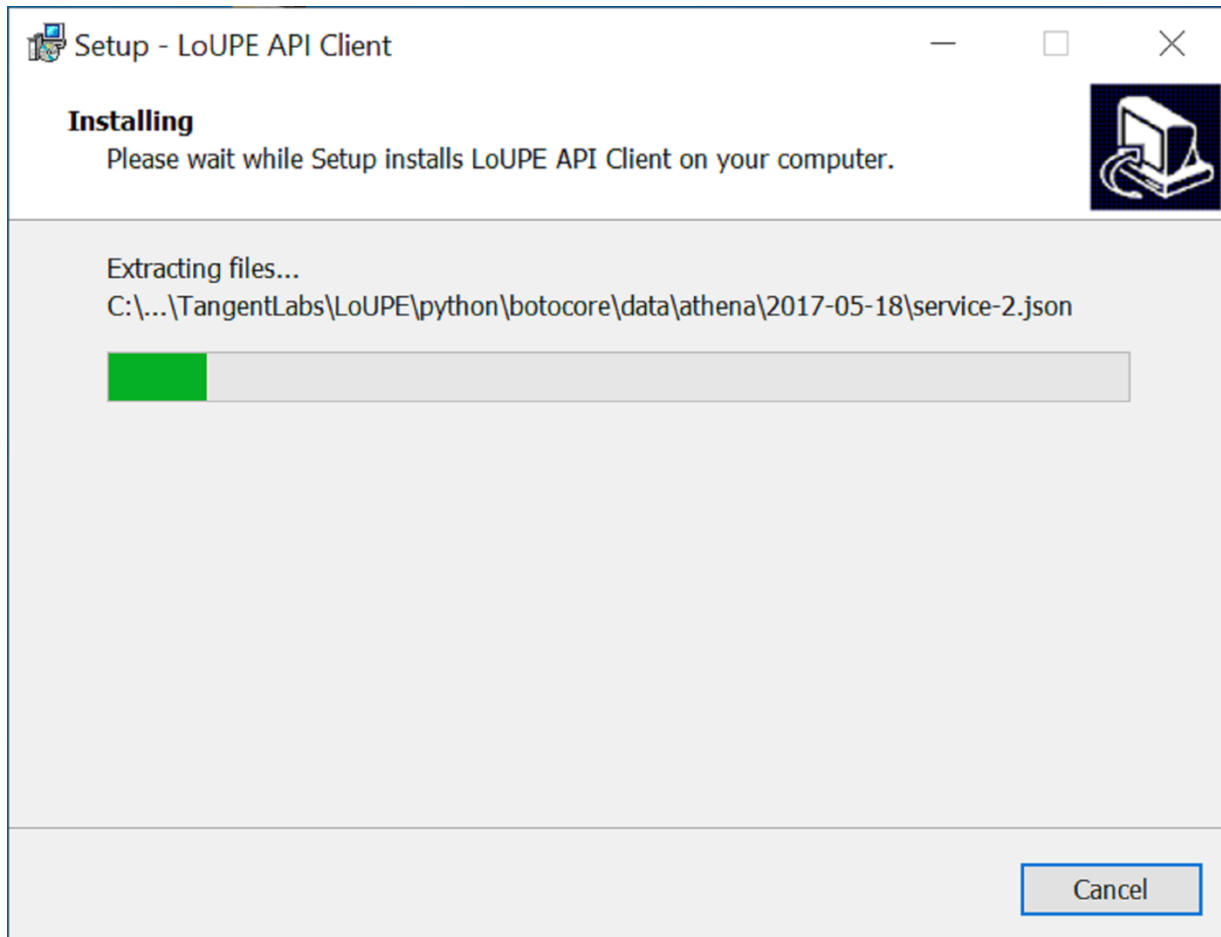 Setup - LoUPE API Client
Installing
Please wait while Setup installs LoUPE API Client on your computer.
Extracting files...
C:\...\TangentLabs\LoUPE\python\botocore\data\athena\2017-05-18\service-2.json
Cancel